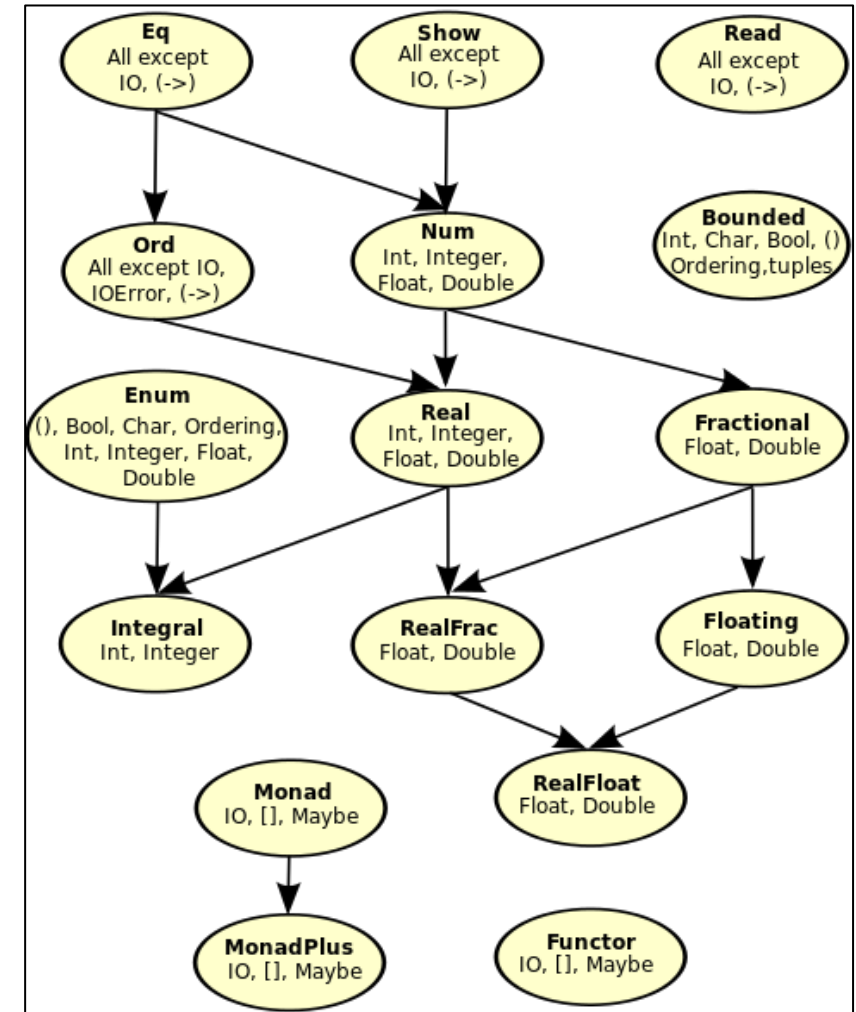 Eq
All except
IO, (->)
Show
All except
IO, (->)
Read
All except
IO, (->)
Ord
All except IO,
IOError, (->)
Num
Int, Integer,
Float, Double
Bounded
Int, Char, Bool, ()
Ordering,tuples
Enum
(), Bool, Char, Ordering,
Int, Integer, Float,
Double
Real
Int, Integer,
Float, Double
Fractional
Float, Double
Integral
Int, Integer
RealFrac
Float, Double
Floating
Float, Double
Monad
IO, [], Maybe
RealFloat
Float, Double
MonadPlus
IO, [], Maybe
Functor
IO, [], Maybe